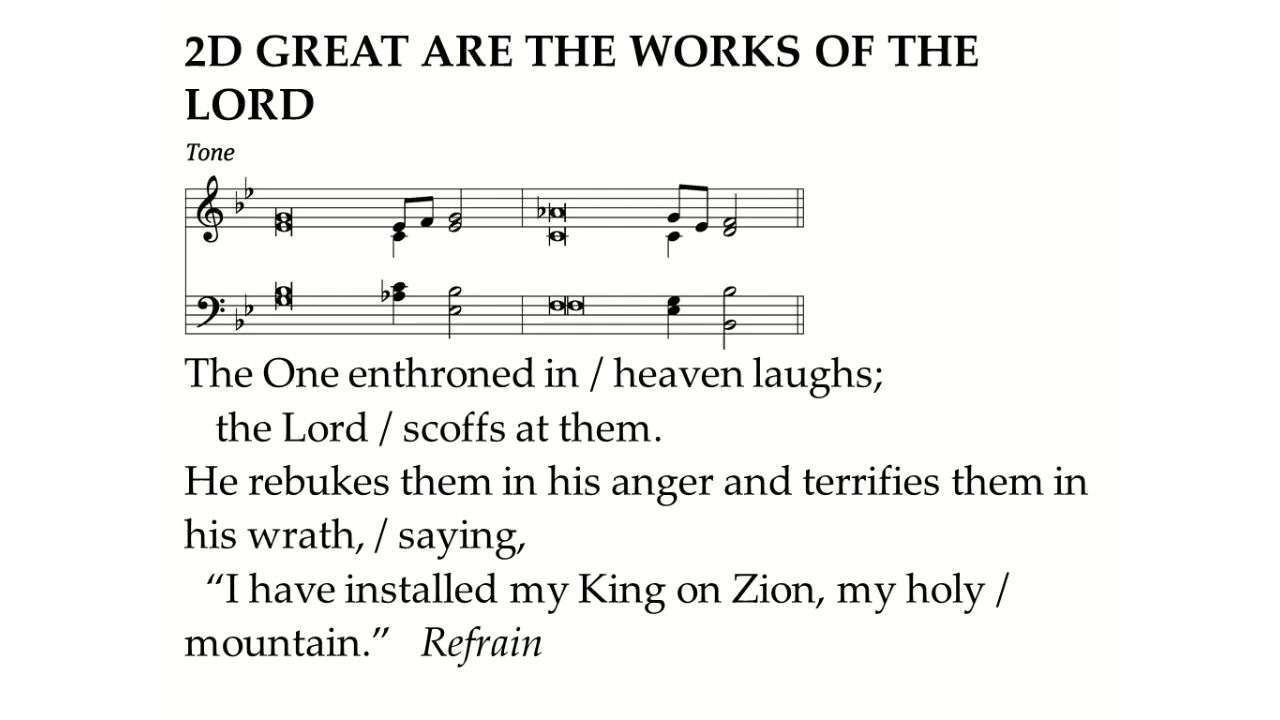 2D GREAT ARE THE WORKS OF THE
LORD
Tone
The One enthroned in / heaven laughs;
the Lord / scoffs at them.
He rebukes them in his anger and terrifies them in
his wrath, / saying,
“I have installed my King on Zion, my holy /
mountain.” Refrain